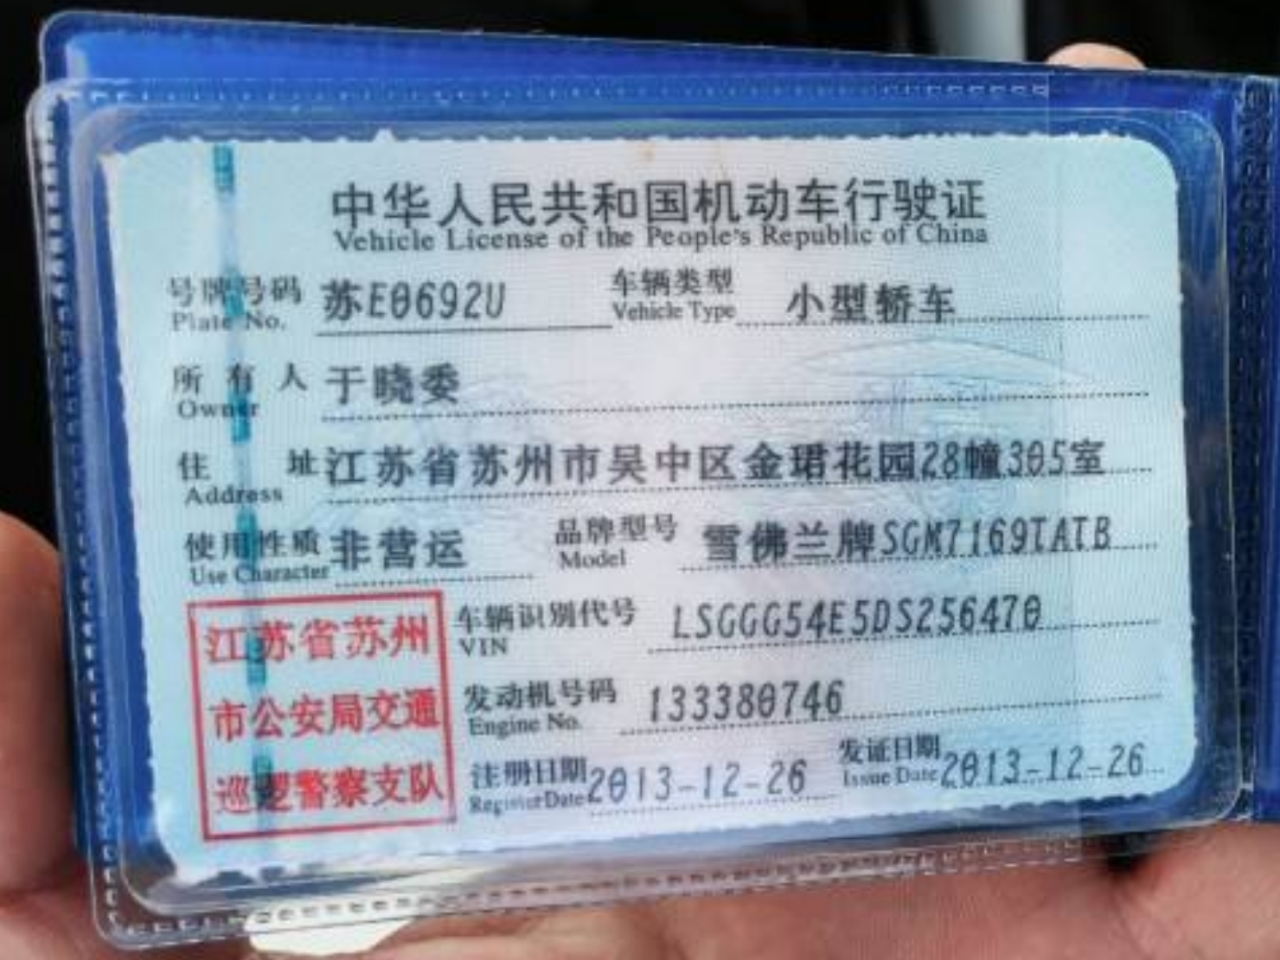 中华人民共和国机动车行驶证
Vehicle License of the People's Republic of China
号牌号码 苏E0692U 车辆类型 小型轿车
Plate No. Vehicle Type
所有人 于晓委
Owner
住址 江苏省苏州市吴中区金珺花园28幢305室
Address
使用性质 非营运 品牌型号 雪佛兰牌SGM7169TATB
Use Character Model
江苏省苏州
市公安局交通
巡逻警察支队
车辆识别代号 LSGGG54E5DS256470
VIN
发动机号码 133380746
Engine No.
注册日期 2013-12-26 发证日期 2013-12-26
Register Date Issue Date